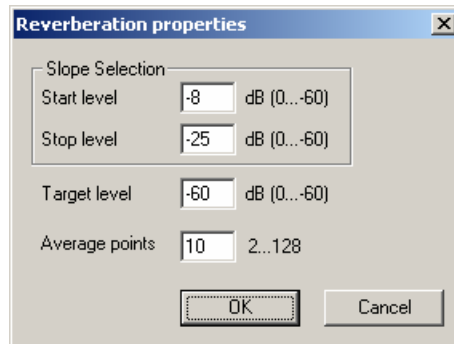 Reverberation properties
Slope Selection
Start level -8 dB (0...-60)
Stop level -25 dB (0...-60)
Target level -60 dB (0...-60)
Average points 10 2...128
OK Cancel